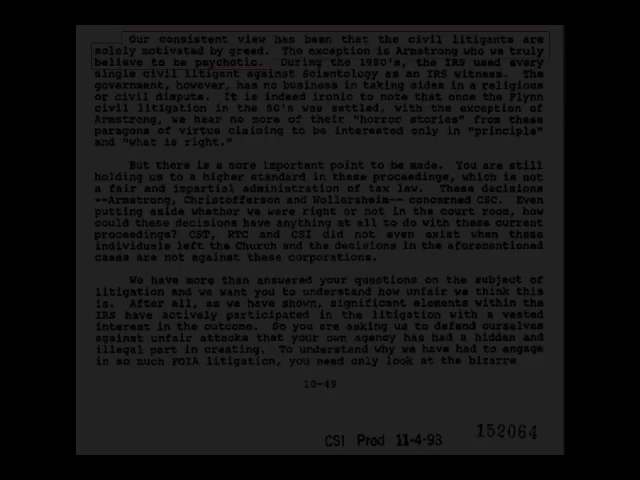 Our consistent view has been that the civil litigants are
solely motivated by greed. The exception is Armstrong who we truly
believe to be psychotic. During the 1980's, the IRS used every
single civil litigant against Scientology as an IRS witness. The
government, however, has no business in taking sides in a religious
or civil dispute. It is indeed ironic to note that once the Flynn
civil litigation in the 80's was settled, with the exception of
Armstrong, we hear no more of their "horror stories" from these
paragons of virtue claiming to be interested only in "principle"
and "what is right."
But there is a more important point to be made. You are still
holding us to a higher standard in these proceedings, which is not
a fair and impartial administration of tax law. These decisions
--Armstrong, Christofferson and Wollersheim-- concerned CSC. Even
putting aside whether we were right or not in the court room, how
could these decisions have anything at all to do with these current
proceedings? CST, RTC and CSI did not even exist when these
individuals left the Church and the decisions in the aforementioned
cases are not against these corporations.
We have more than answered your questions on the subject of
litigation and we want you to understand how unfair we think this
is. After all, as we have shown, significant elements within the
IRS have actively participated in the litigation with a vested
interest in the outcome. So you are asking us to defend ourselves
against unfair attacks that your own agency has had a hidden and
illegal part in creating. To understand why we have had to engage
in so much FOIA litigation, you need only look at the bizarre
10-49
CSI Prod 11-4-93
152064